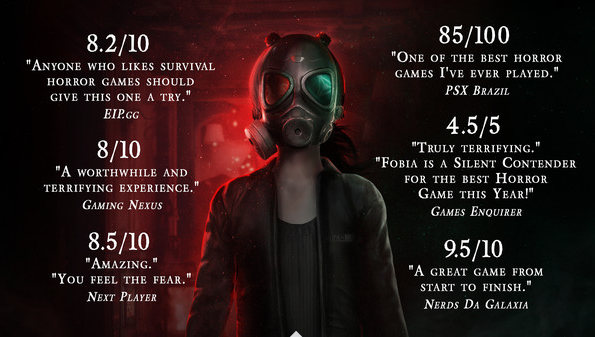 8.2/10
"Anyone who likes survival
horror games should
give this one a try."
EIP.gg
8/10
"A worthwhile and
terrifying experience."
Gaming Nexus
8.5/10
"Amazing."
"You feel the fear."
Next Player
85/100
"One of the best horror
games I've ever played."
PSX Brazil
4.5/5
"Truly terrifying."
"Fobia is a Silent Contender
for the best Horror
Game this Year!"
Games Enquirer
9.5/10
"A great game from
start to finish."
Nerds Da Galaxia